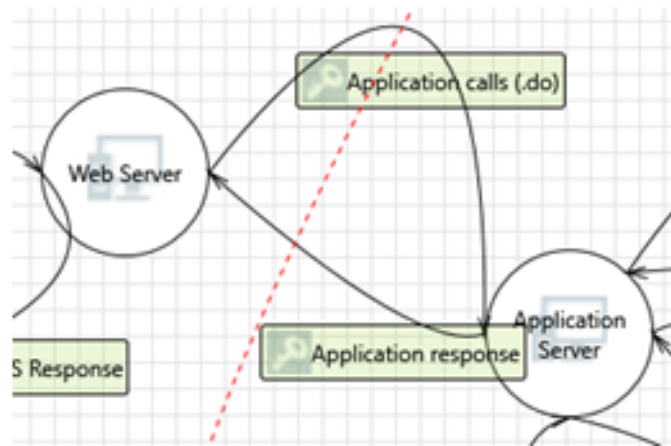 Application calls (.do)
Web Server
Application
Server
Application response
S Response